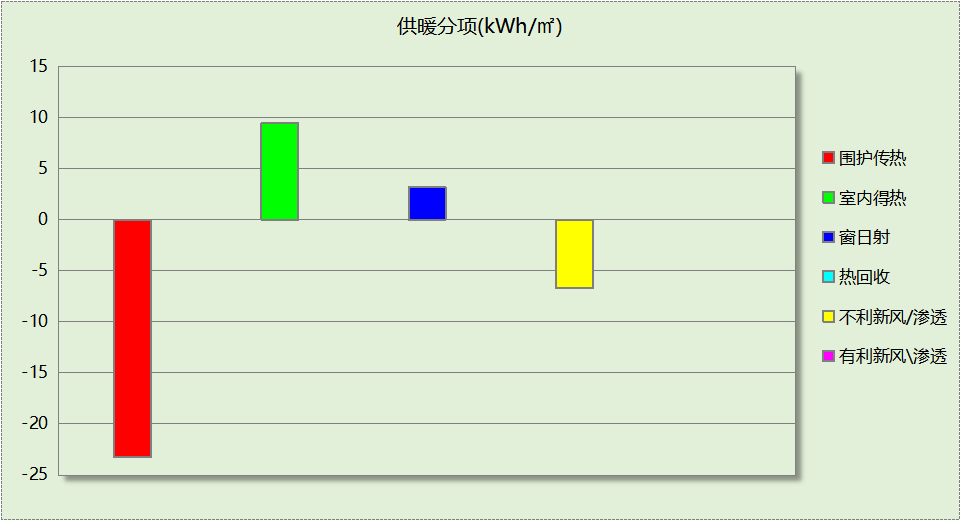 供暖分项(kWh/㎡)
15
10
5
0
-5
-10
-15
-20
-25
围护传热
室内得热
窗日射
热回收
不利新风/渗透
有利新风\渗透